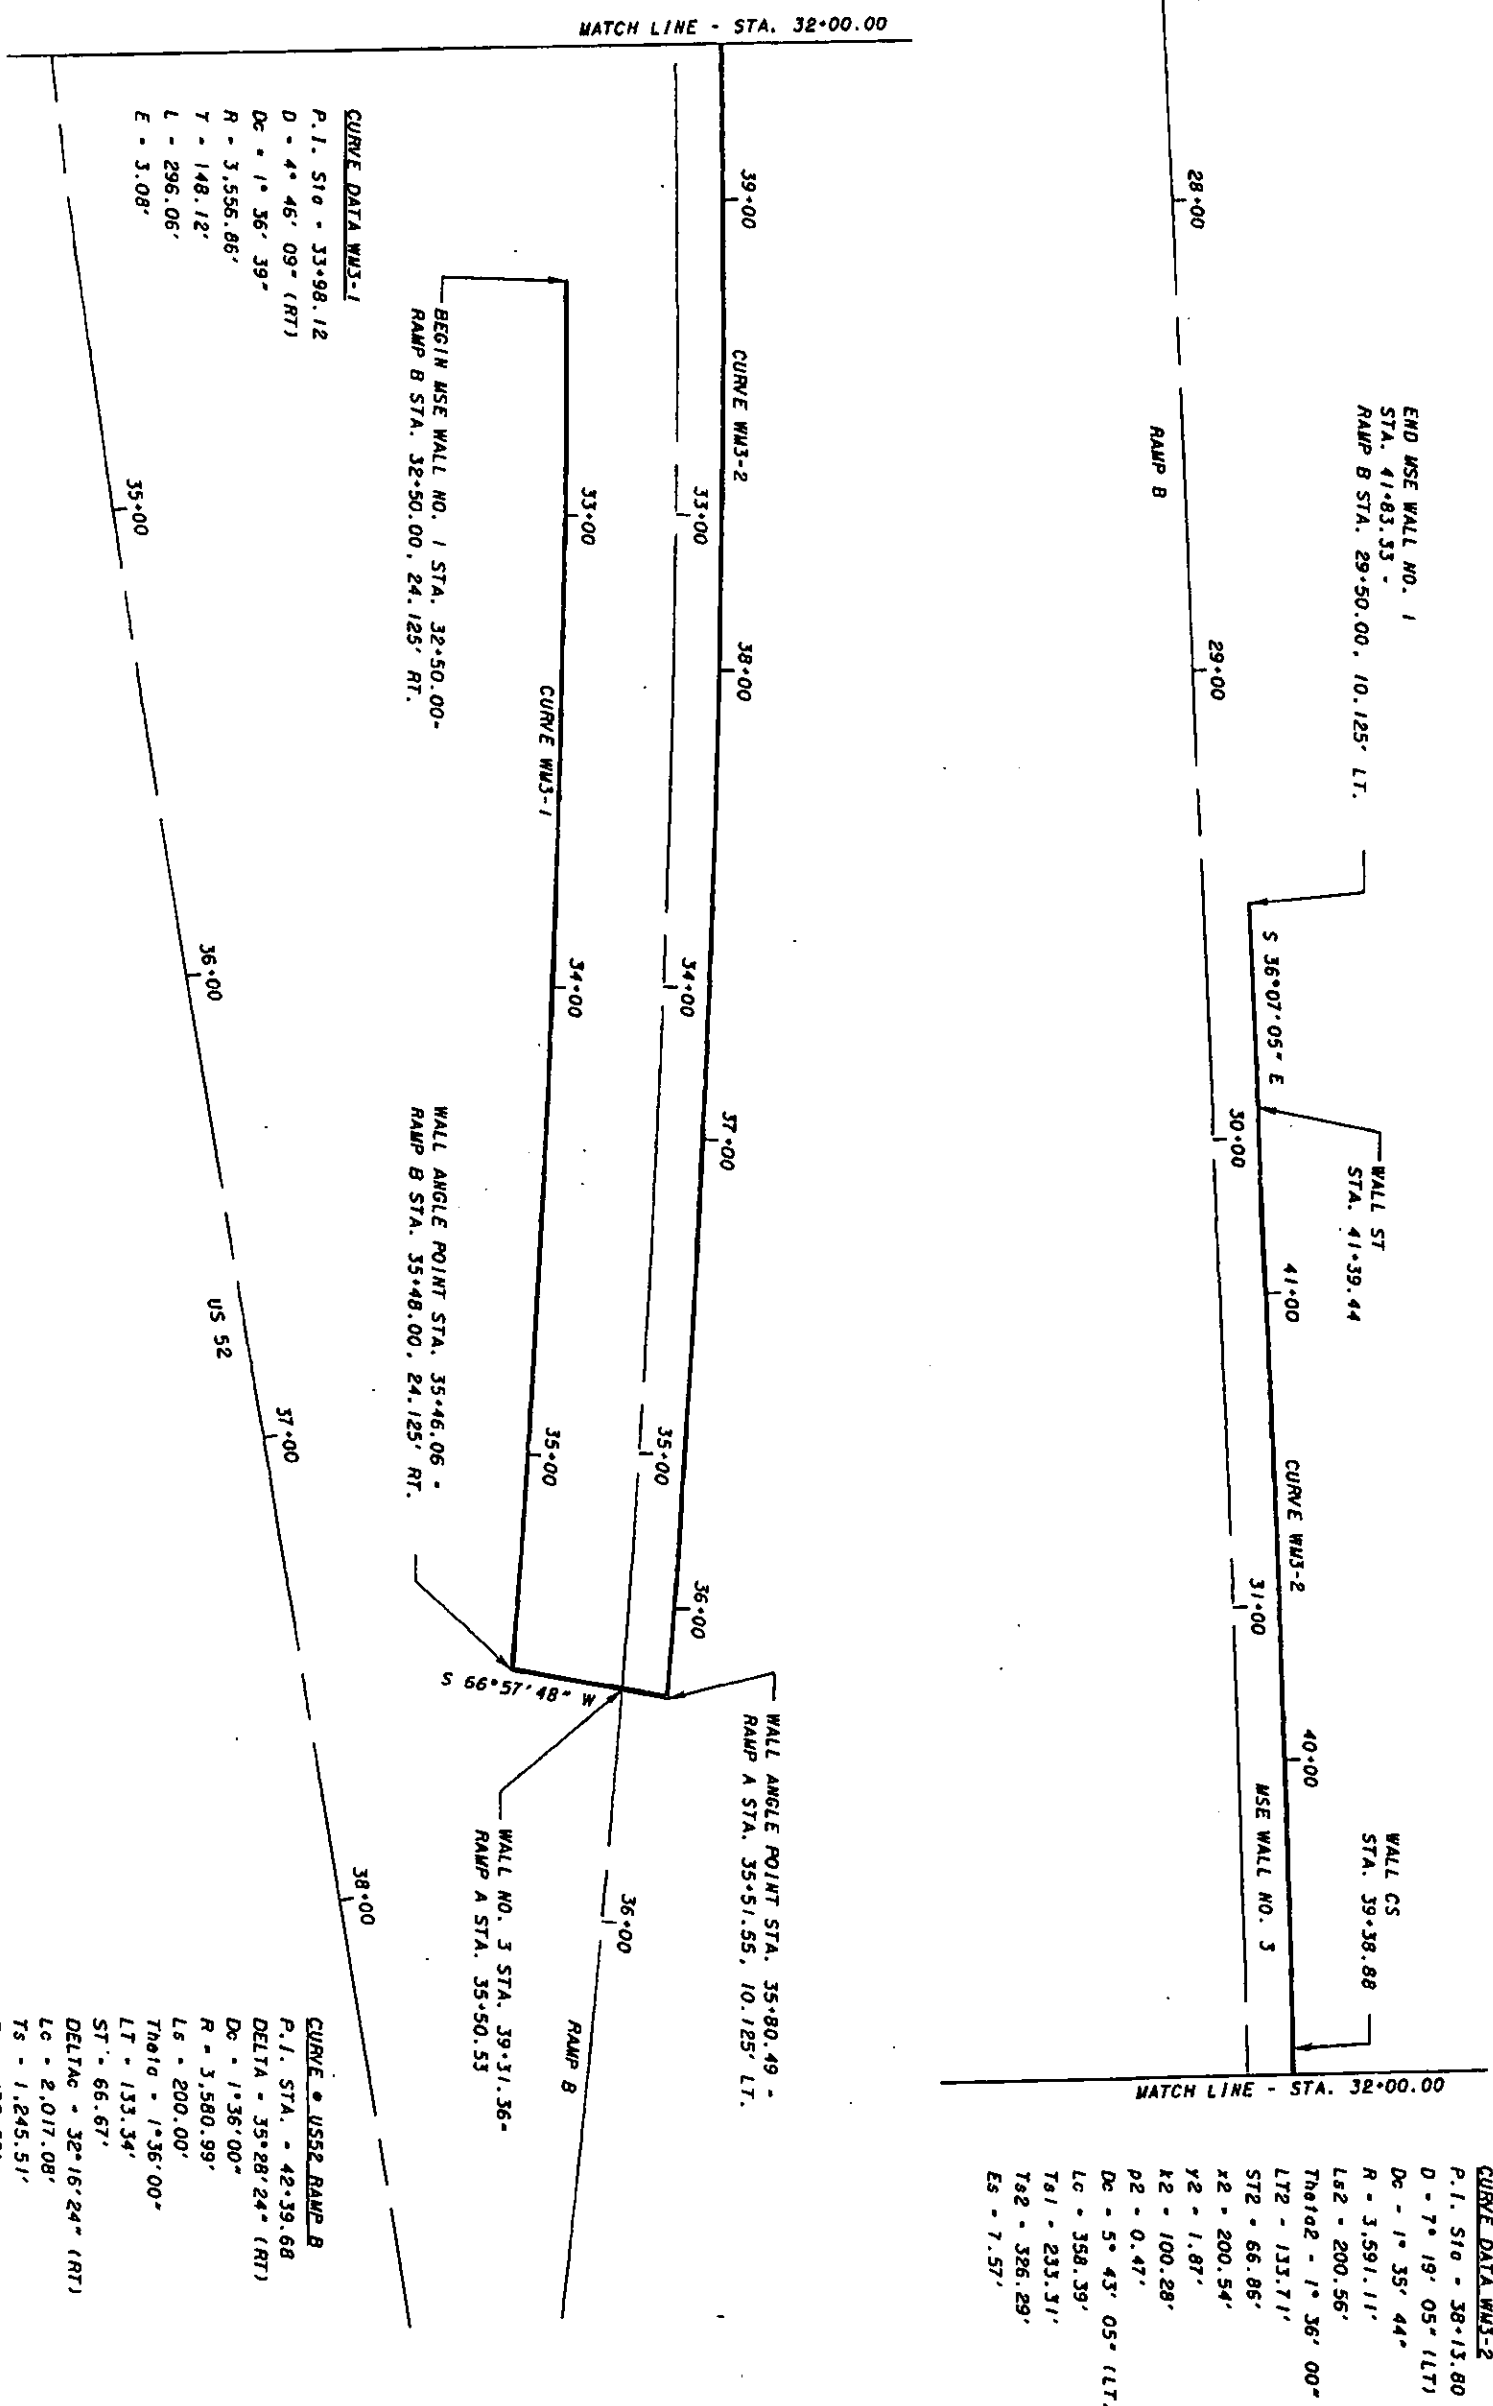 MATCH LINE - STA. 32+00.00
28+00
RAMP B
29+00
END MSE WALL NO. 1
STA. 41+83.33 -
RAMP B STA. 29+50.00, 10.125' LT.
S 36°07'05" E
30+00
WALL ST
STA. 41+39.44
41+00
CURVE WM3-2
31+00
40+00
MSE WALL NO. 3
WALL CS
STA. 39+38.88
MATCH LINE - STA. 32+00.00
CURVE DATA WM3-2
P.I. Sta = 38+13.80
D = 7° 19' 05" (LT)
Dc = 1° 35' 44"
R = 3,591.11'
Ls2 = 200.56'
Theta2 = 1° 36' 00"
LT2 = 133.71'
ST2 = 66.86'
x2 = 200.54'
y2 = 1.87'
k2 = 100.28'
p2 = 0.47'
Dc = 5° 43' 05" (LT.
Lc = 358.39'
Ts1 = 233.31'
Ts2 = 326.29'
Es = 7.57'
39+00
CURVE WM3-2
38+00
37+00
36+00
33+00
34+00
35+00
36+00
RAMP B
33+00
CURVE WM3-1
34+00
35+00
BEGIN MSE WALL NO. 1 STA. 32+50.00-
RAMP B STA. 32+50.00, 24.125' RT.
WALL ANGLE POINT STA. 35+46.06 -
RAMP B STA. 35+48.00, 24.125' RT.
S 66°57'48" W
WALL ANGLE POINT STA. 35+80.49 -
RAMP A STA. 35+51.55, 10.125' LT.
WALL NO. 3 STA. 39+31.36-
RAMP A STA. 35+50.53
CURVE DATA WM3-1
P.I. Sta = 33+98.12
D = 4° 46' 09" (RT)
Dc = 1° 36' 39"
R = 3,556.86'
T = 148.12'
L = 296.06'
E = 3.08'
35+00
36+00
US 52
37+00
38+00
CURVE # US52 RAMP B
P.I. STA. = 42+39.68
DELTA = 35°28'24" (RT)
Dc = 1°36'00"
R = 3,580.99'
Ls = 200.00'
Theta = 1°36'00"
LT = 133.34'
ST = 66.67'
DELTAc = 32°16'24" (RT)
Lc = 2,017.08'
Ts = 1,245.51'